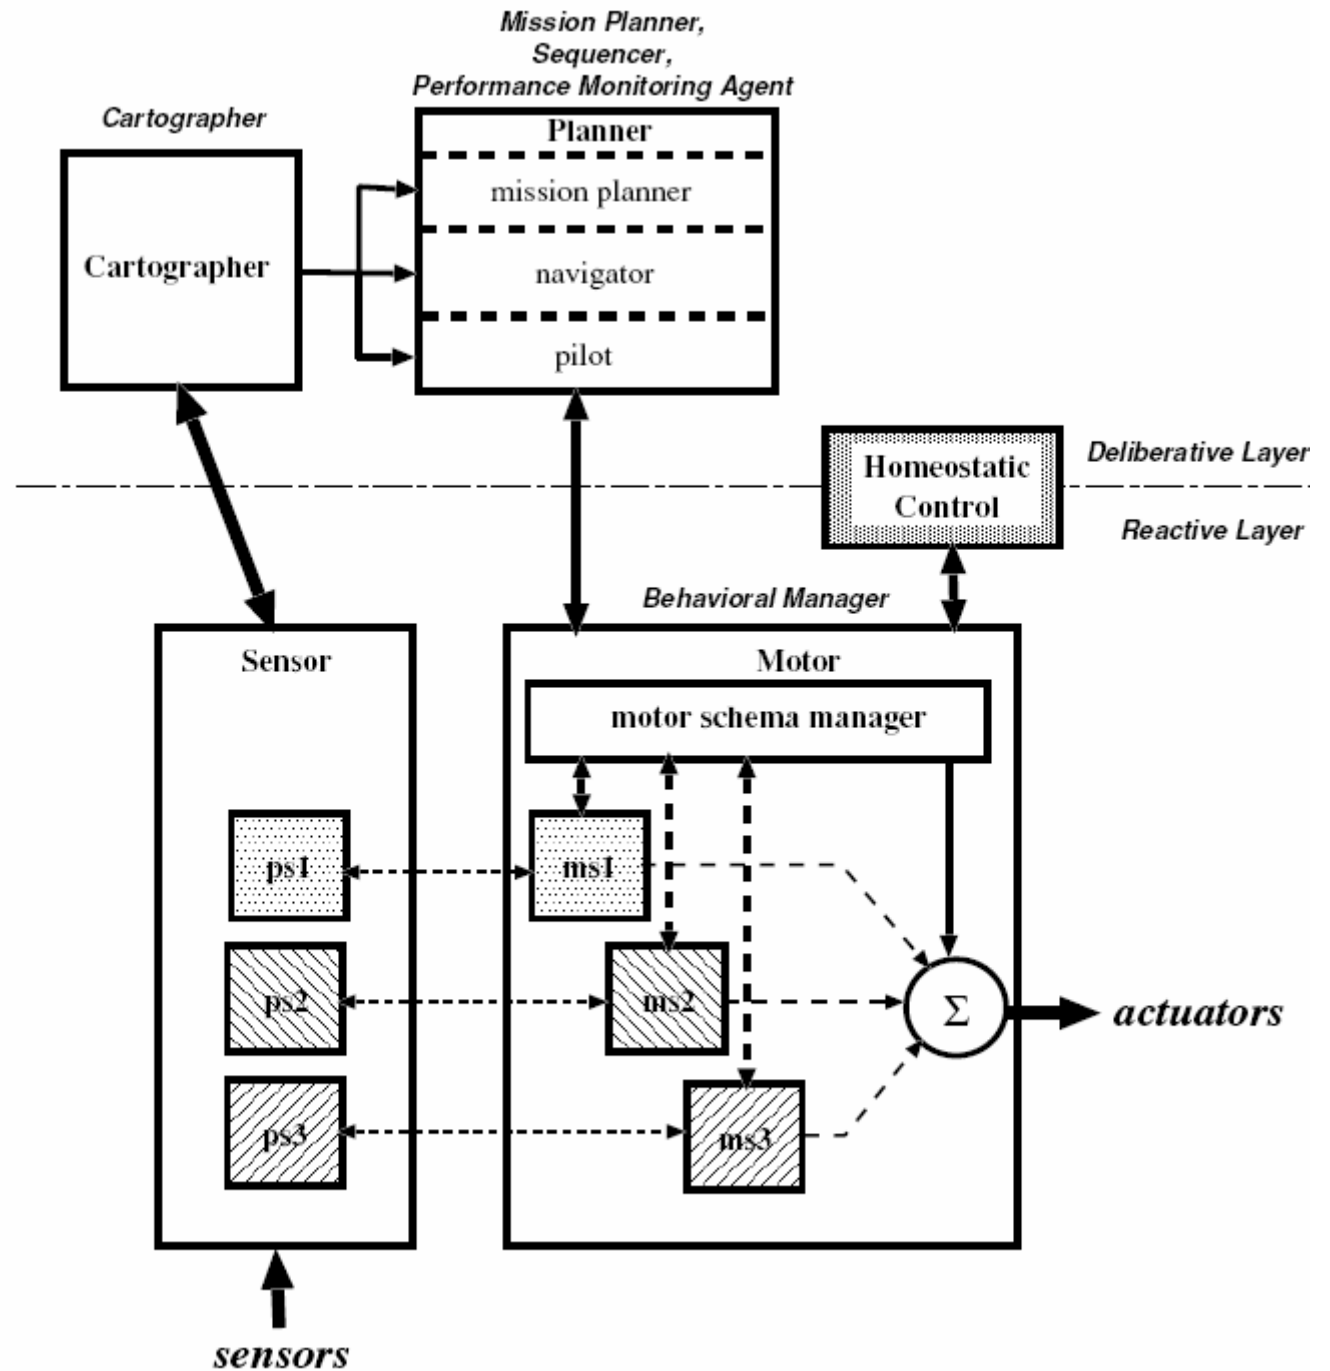 Mission Planner,
Sequencer,
Performance Monitoring Agent
Cartographer
Planner
mission planner
Cartographer
navigator
pilot
Homeostatic
Control
Deliberative Layer
Reactive Layer
Behavioral Manager
Sensor
Motor
motor schema manager
ps1
ms1
ps2
ms2
Σ
actuators
ps3
ms3
sensors